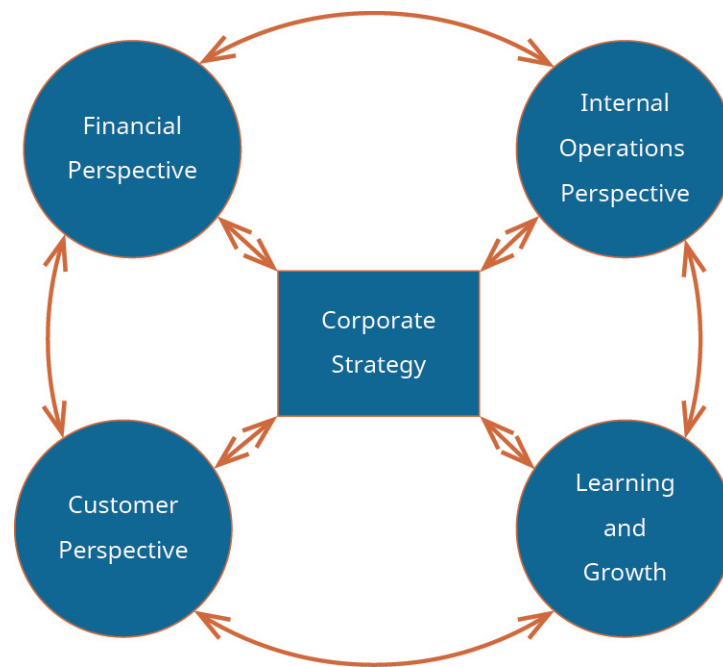 Financial
Perspective
Internal
Operations
Perspective
Corporate
Strategy
Customer
Perspective
Learning
and
Growth